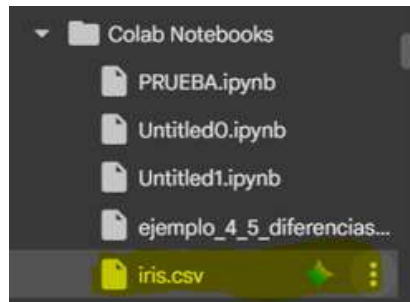 Colab Notebooks
PRUEBA.ipynb
Untitled0.ipynb
Untitled1.ipynb
ejemplo_4_5_diferencias...
iris.csv